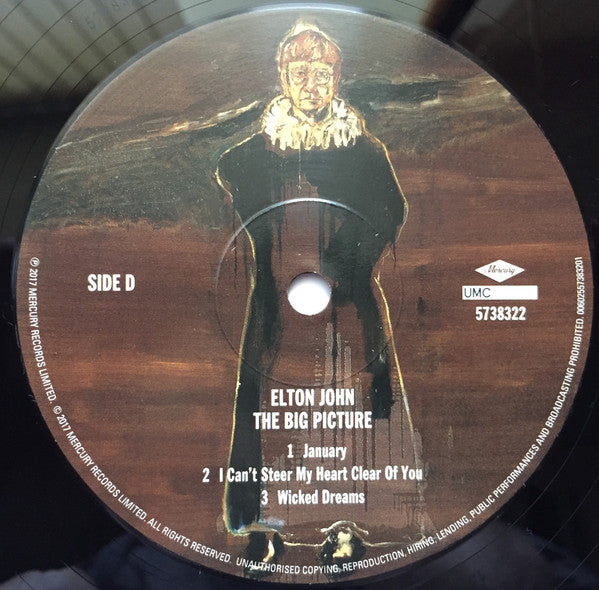 SIDE D
Mercury
UMC
5738322
ELTON JOHN
THE BIG PICTURE
1 January
2 I Can't Steer My Heart Clear Of You
3 Wicked Dreams
℗ 2017 MERCURY RECORDS LIMITED. © 2017 MERCURY RECORDS LIMITED. ALL RIGHTS RESERVED. UNAUTHORISED COPYING, REPRODUCTION, HIRING, LENDING, PUBLIC PERFORMANCES AND BROADCASTING PROHIBITED. 00602557383201